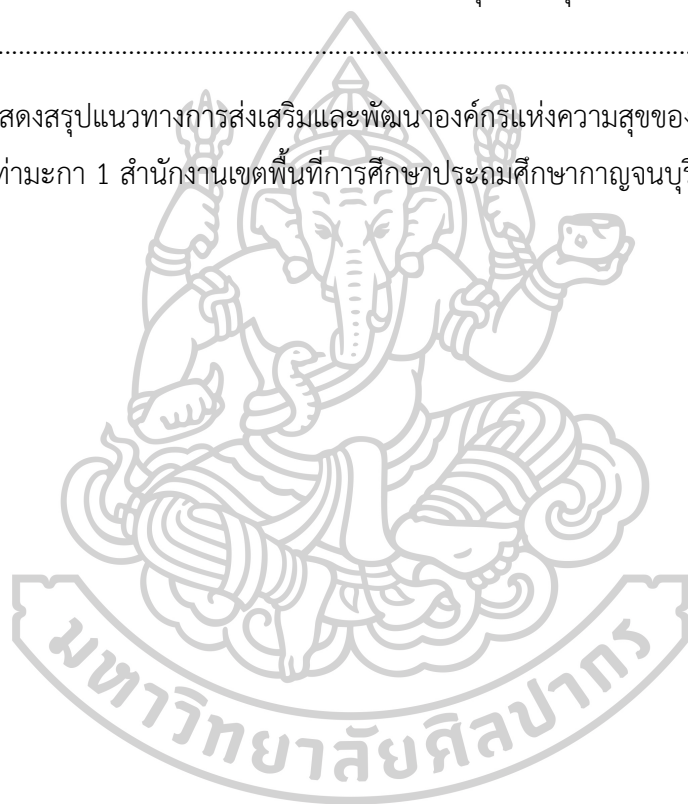 ..............................................................................................................
สดงสรุปแนวทางการส่งเสริมและพัฒนาองค์กรแห่งความสุขของ
ท่ามะกา 1 สำนักงานเขตพื้นที่การศึกษาประถมศึกษากาญจนบุรี
มหาวิทยาลัยศิลปากร